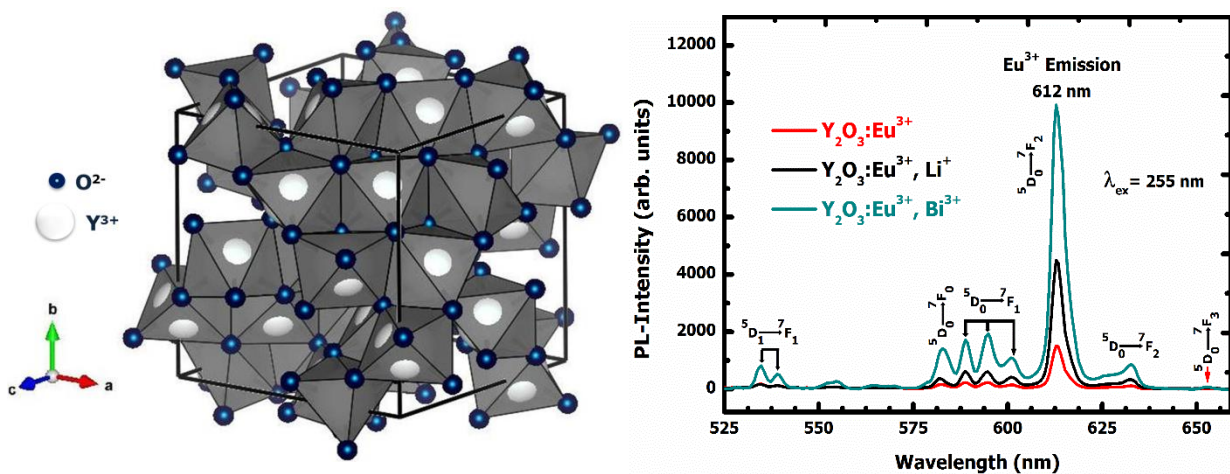 O²⁻
Y³⁺
b
c
a
PL-Intensity (arb. units)
12000
10000
8000
6000
4000
2000
0
Eu³⁺ Emission
612 nm
Y₂O₃:Eu³⁺
Y₂O₃:Eu³⁺, Li⁺
Y₂O₃:Eu³⁺, Bi³⁺
⁵D₀→⁷F₂
λₑₓ= 255 nm
⁵D₁→⁷F₁
⁵D₀→⁷F₀
⁵D₀→⁷F₁
⁵D₀→⁷F₂
⁵D₀→⁷F₃
525 550 575 600 625 650
Wavelength (nm)